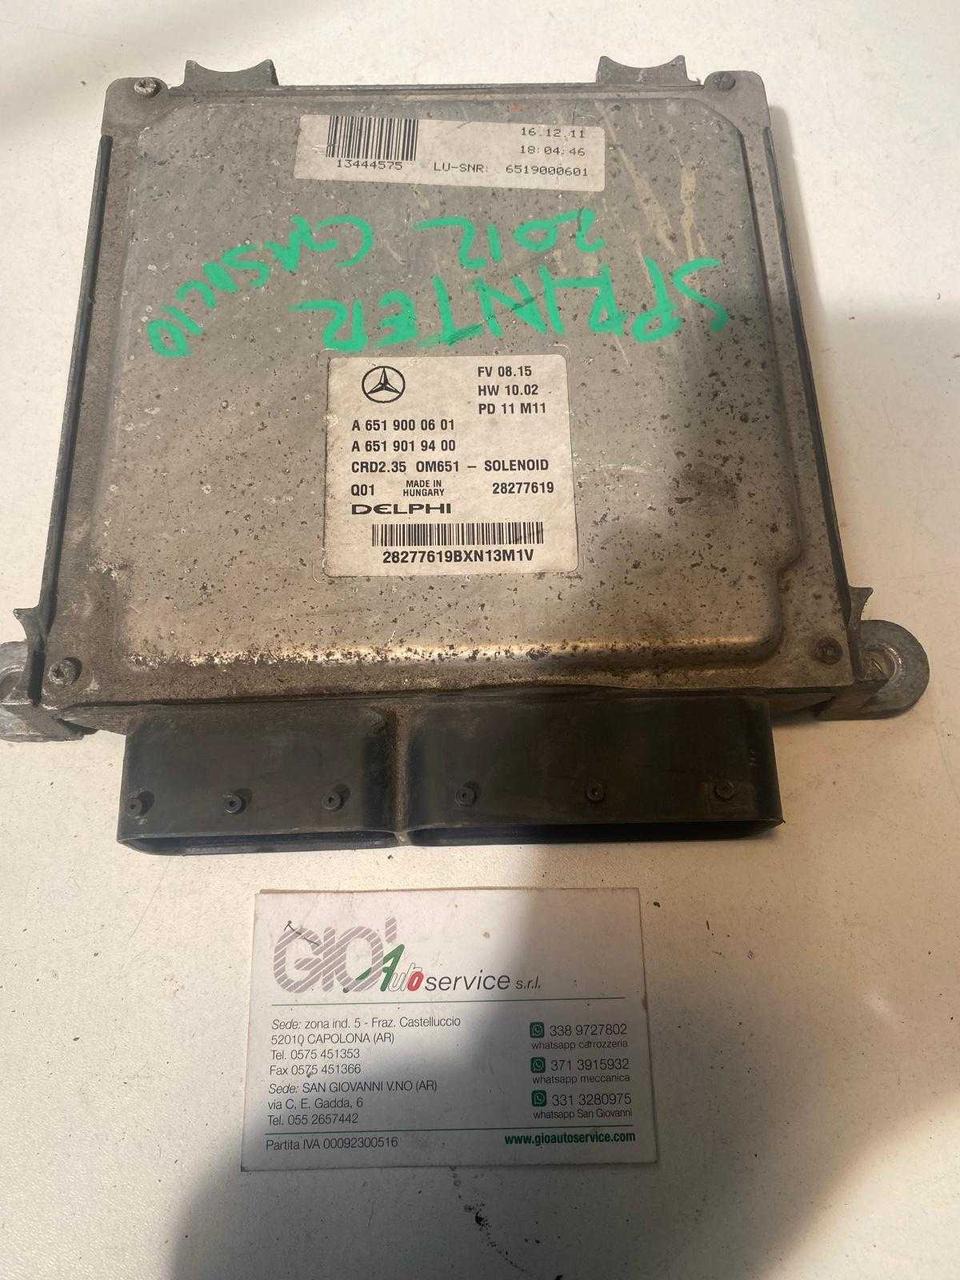 16.12.11
18:04:46
13444575 LU-SNR: 6519000601
SPRINTER
2012 GASOLIO
FV 08.15
HW 10.02
PD 11 M11
A 651 900 06 01
A 651 901 94 00
CRD2.35 OM651 – SOLENOID
Q01 MADE IN HUNGARY 28277619
DELPHI
28277619BXN13M1V
GIO' Auto service s.r.l.
Sede: zona ind. 5 - Fraz. Castelluccio
52010 CAPOLONA (AR)
Tel. 0575 451353
Fax 0575 451366
Sede: SAN GIOVANNI V.NO (AR)
via C. E. Gadda, 6
Tel. 055 2657442
Partita IVA 00092300516
338 9727802
whatsapp carrozzeria
371 3915932
whatsapp meccanica
331 3280975
whatsapp San Giovanni
www.gioautoservice.com